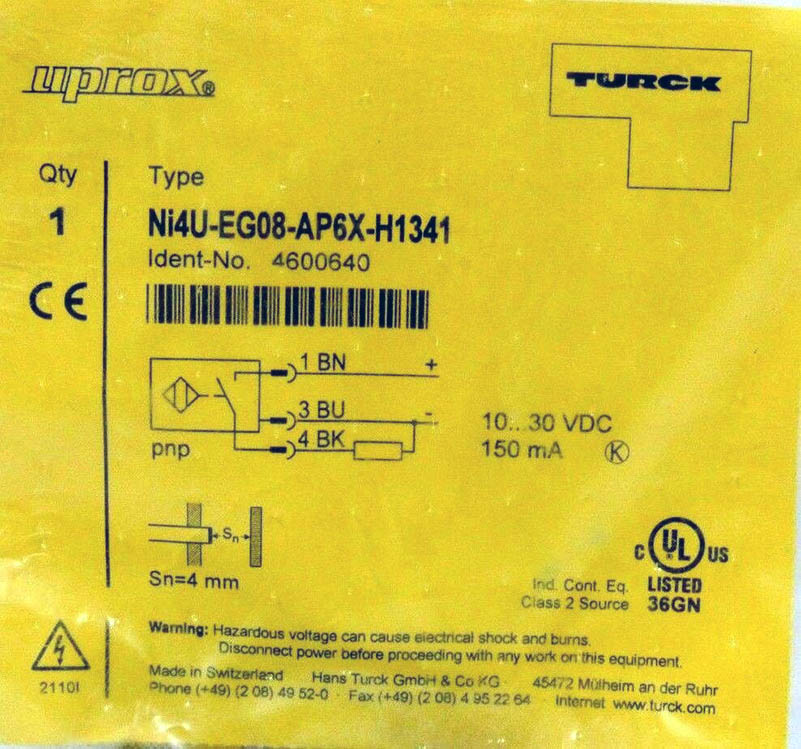 uprox®
TURCK
Qty
Type
1
Ni4U-EG08-AP6X-H1341
Ident-No. 4600640
CE
1 BN +
3 BU -
4 BK
pnp
10...30 VDC
150 mA K
Sn
Sn=4 mm
C UL ® US
LISTED
36GN
Ind. Cont. Eq.
Class 2 Source
Warning: Hazardous voltage can cause electrical shock and burns.
Disconnect power before proceeding with any work on this equipment.
2110I
Made in Switzerland Hans Turck GmbH & Co KG · 45472 Mülheim an der Ruhr
Phone (+49) (2 08) 49 52-0 · Fax (+49) (2 08) 4 95 22 64 · Internet www.turck.com